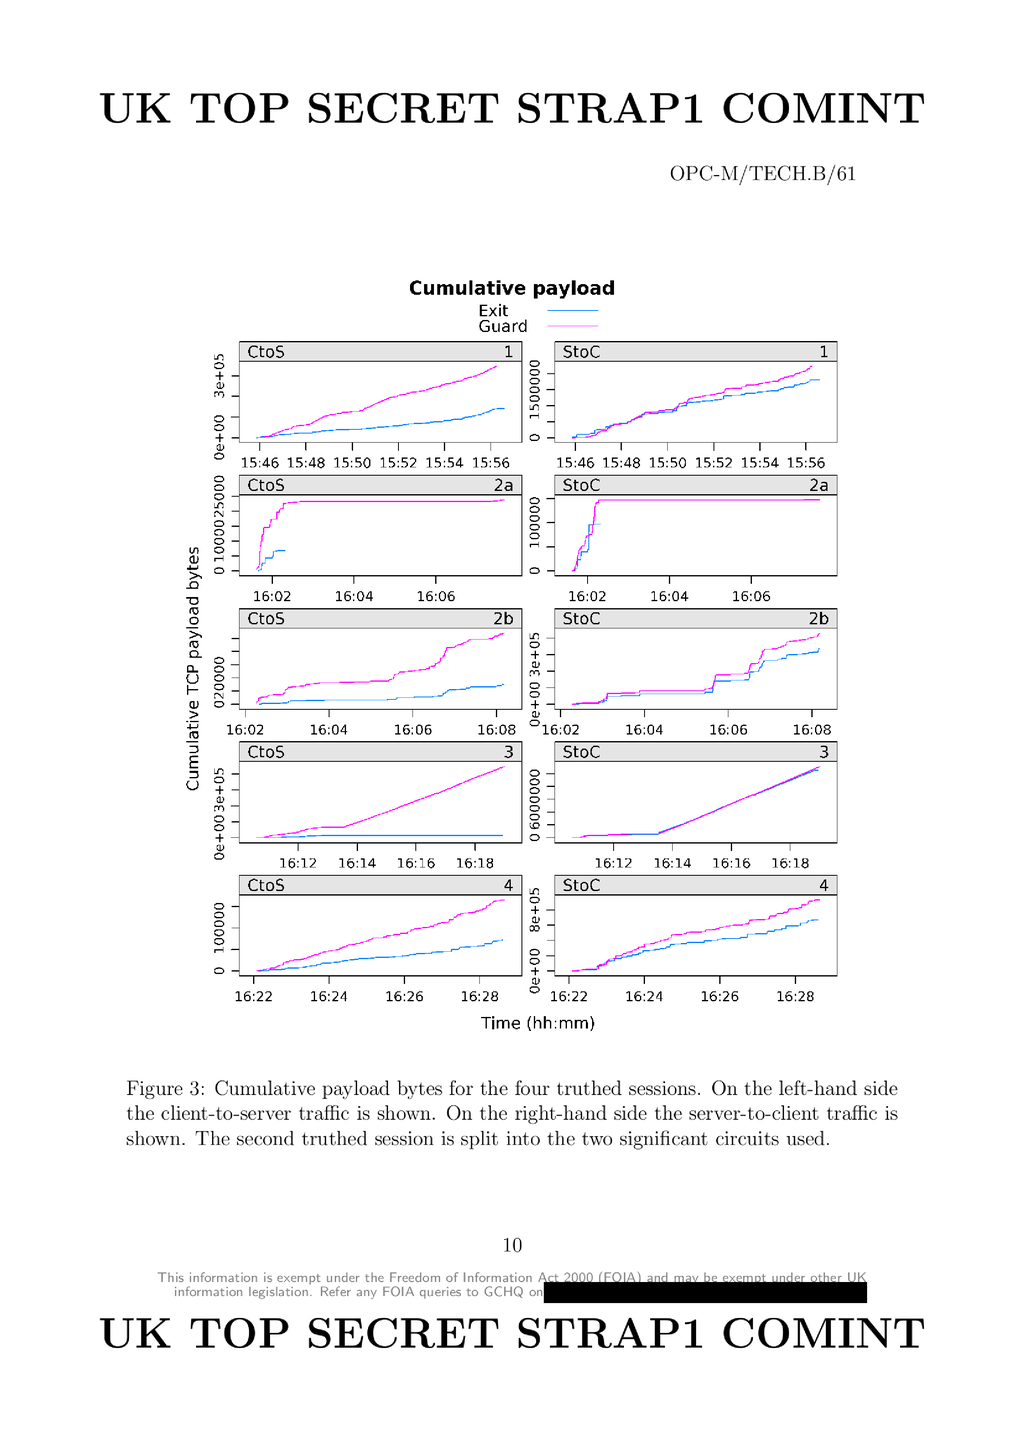 UK TOP SECRET STRAP1 COMINT
OPC-M/TECH.B/61
Cumulative payload
Exit
Guard
CtoS 1
StoC 1
0e+00 3e+05
0 1500000
15:46 15:48 15:50 15:52 15:54 15:56
15:46 15:48 15:50 15:52 15:54 15:56
CtoS 2a
StoC 2a
0 10000 25000
0 100000
16:02 16:04 16:06
16:02 16:04 16:06
CtoS 2b
StoC 2b
0 20000
0e+00 3e+05
16:02 16:04 16:06 16:08
16:02 16:04 16:06 16:08
CtoS 3
StoC 3
0e+00 3e+05
0 6000000
16:12 16:14 16:16 16:18
16:12 16:14 16:16 16:18
CtoS 4
StoC 4
0 100000
0e+00 8e+05
16:22 16:24 16:26 16:28
16:22 16:24 16:26 16:28
Cumulative TCP payload bytes
Time (hh:mm)
Figure 3: Cumulative payload bytes for the four truthed sessions. On the left-hand side
the client-to-server traffic is shown. On the right-hand side the server-to-client traffic is
shown. The second truthed session is split into the two significant circuits used.
10
This information is exempt under the Freedom of Information Act 2000 (FOIA) and may be exempt under other UK
information legislation. Refer any FOIA queries to GCHQ on
UK TOP SECRET STRAP1 COMINT